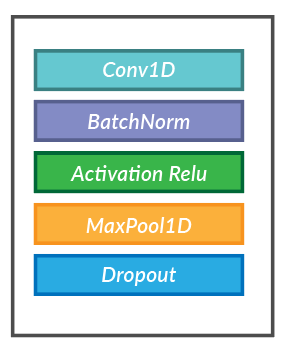 Conv1D
BatchNorm
Activation Relu
MaxPool1D
Dropout